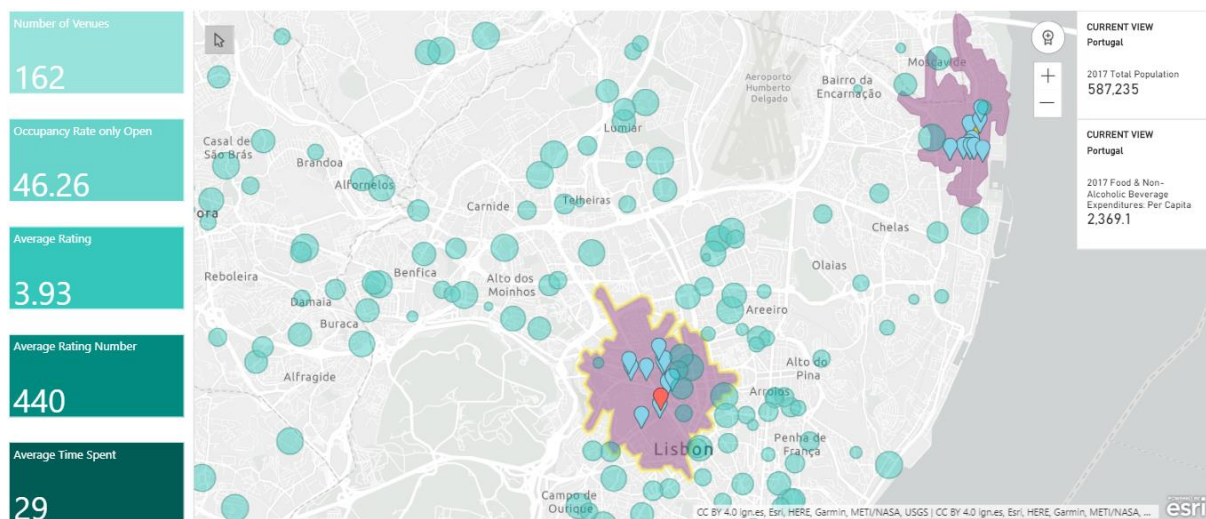 Number of Venues
162
Occupancy Rate only Open
46.26
Average Rating
3.93
Average Rating Number
440
Average Time Spent
29
Casal de
São Brás
Brandoa
Alfornelos
ora
Reboleira
Damaia
Buraca
Alfragide
Benfica
Carnide
Telheiras
Lumiar
Alto dos
Moinhos
Aeroporto
Humberto
Delgado
Bairro da
Encarnação
Moscavide
Chelas
Olaias
Areeiro
Alto do
Pina
Arroios
Penha de
França
Lisbon
Campo de
Ourique
CC BY 4.0 ign.es, Esri, HERE, Garmin, METI/NASA, USGS | CC BY 4.0 ign.es, Esri, HERE, Garmin, METI/NASA, ...
esri
CURRENT VIEW
Portugal
2017 Total Population
587,235
CURRENT VIEW
Portugal
2017 Food & Non-
Alcoholic Beverage
Expenditures: Per Capita
2,369.1